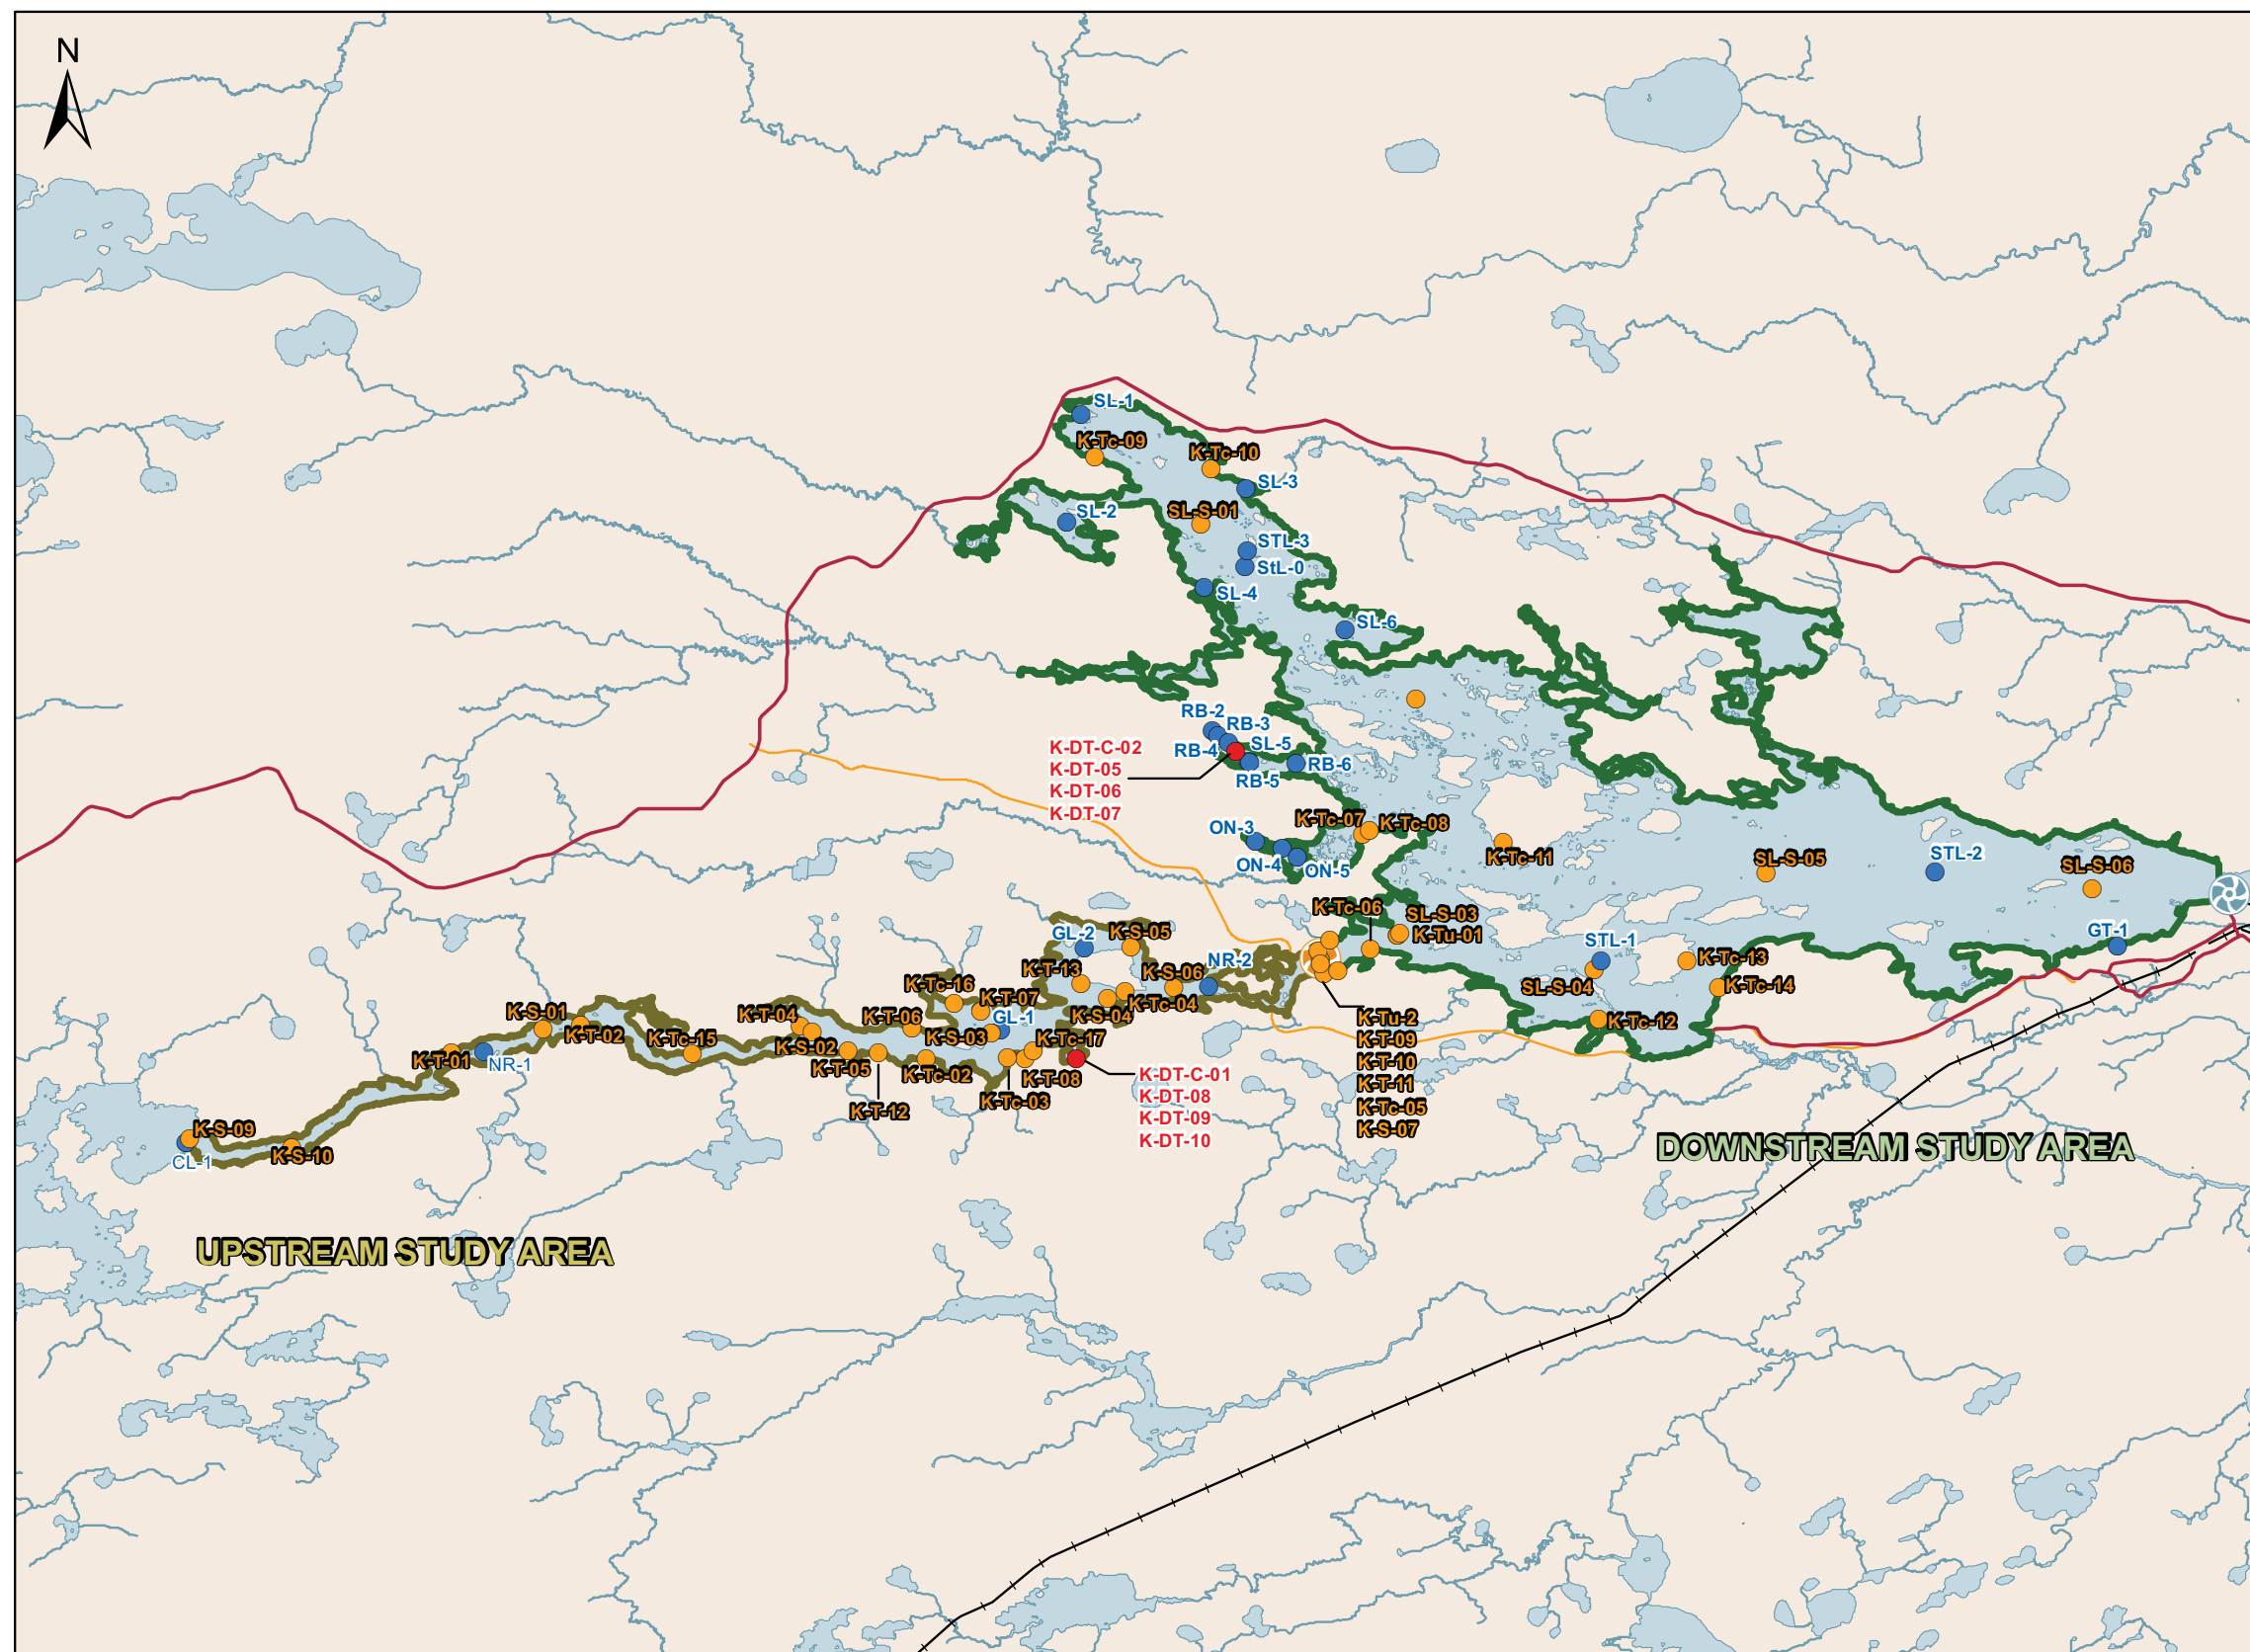 N
SL-1
K-Tc-09
K-Tc-10
SL-3
SL-2
SL-S-01
STL-3
StL-0
SL-4
SL-6
RB-2
RB-3
RB-4
SL-5
RB-5
RB-6
K-DT-C-02
K-DT-05
K-DT-06
K-DT-07
K-Tc-07
K-Tc-08
ON-3
ON-4
ON-5
K-Tc-11
SL-S-05
STL-2
SL-S-06
K-Tc-06
SL-S-03
K-Tu-01
GT-1
STL-1
SL-S-04
K-Tc-13
K-Tc-14
K-Tc-12
GL-2
K-S-05
NR-2
K-T-13
K-S-06
K-Tc-04
K-S-04
K-Tc-16
K-T-07
GL-1
K-T-06
K-S-03
K-Tc-17
K-T-04
K-S-02
K-T-05
K-Tc-02
K-T-08
K-Tc-03
K-T-12
K-S-01
K-T-02
K-Tc-15
K-T-01
NR-1
K-Tu-2
K-T-09
K-T-10
K-T-11
K-Tc-05
K-S-07
K-DT-C-01
K-DT-08
K-DT-09
K-DT-10
K-S-09
CL-1
K-S-10
DOWNSTREAM STUDY AREA
UPSTREAM STUDY AREA